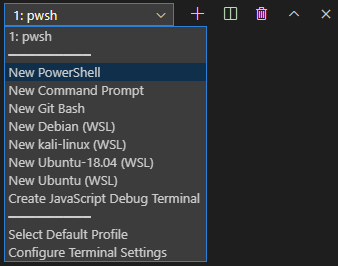 1: pwsh
1: pwsh
New PowerShell
New Command Prompt
New Git Bash
New Debian (WSL)
New kali-linux (WSL)
New Ubuntu-18.04 (WSL)
New Ubuntu (WSL)
Create JavaScript Debug Terminal
Select Default Profile
Configure Terminal Settings